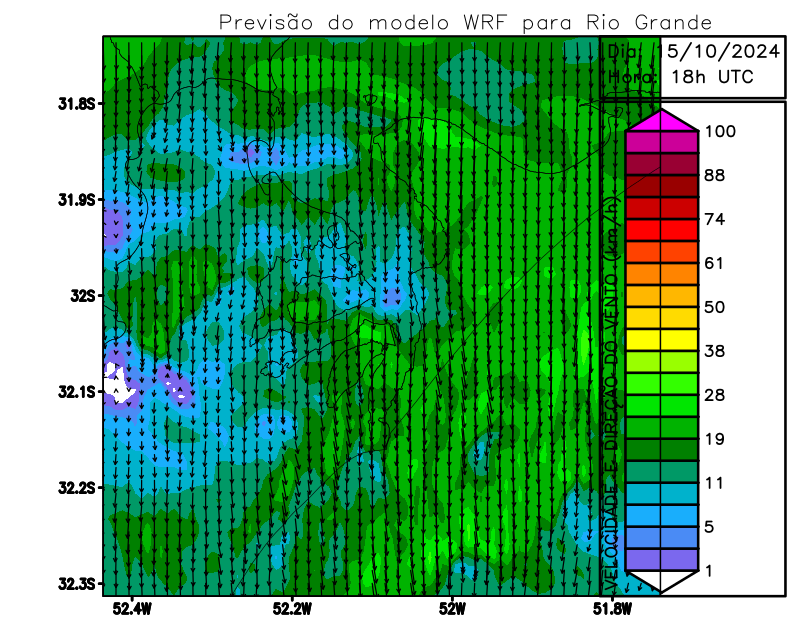 Previsão do modelo WRF para Rio Grande
Dia: 15/10/2024
Hora: 18h UTC
31.8S
31.9S
32S
32.1S
32.2S
32.3S
52.4W
52.2W
52W
51.8W
VELOCIDADE E DIREÇÃO DO VENTO (km/h)
100
88
74
61
50
38
28
19
11
5
1